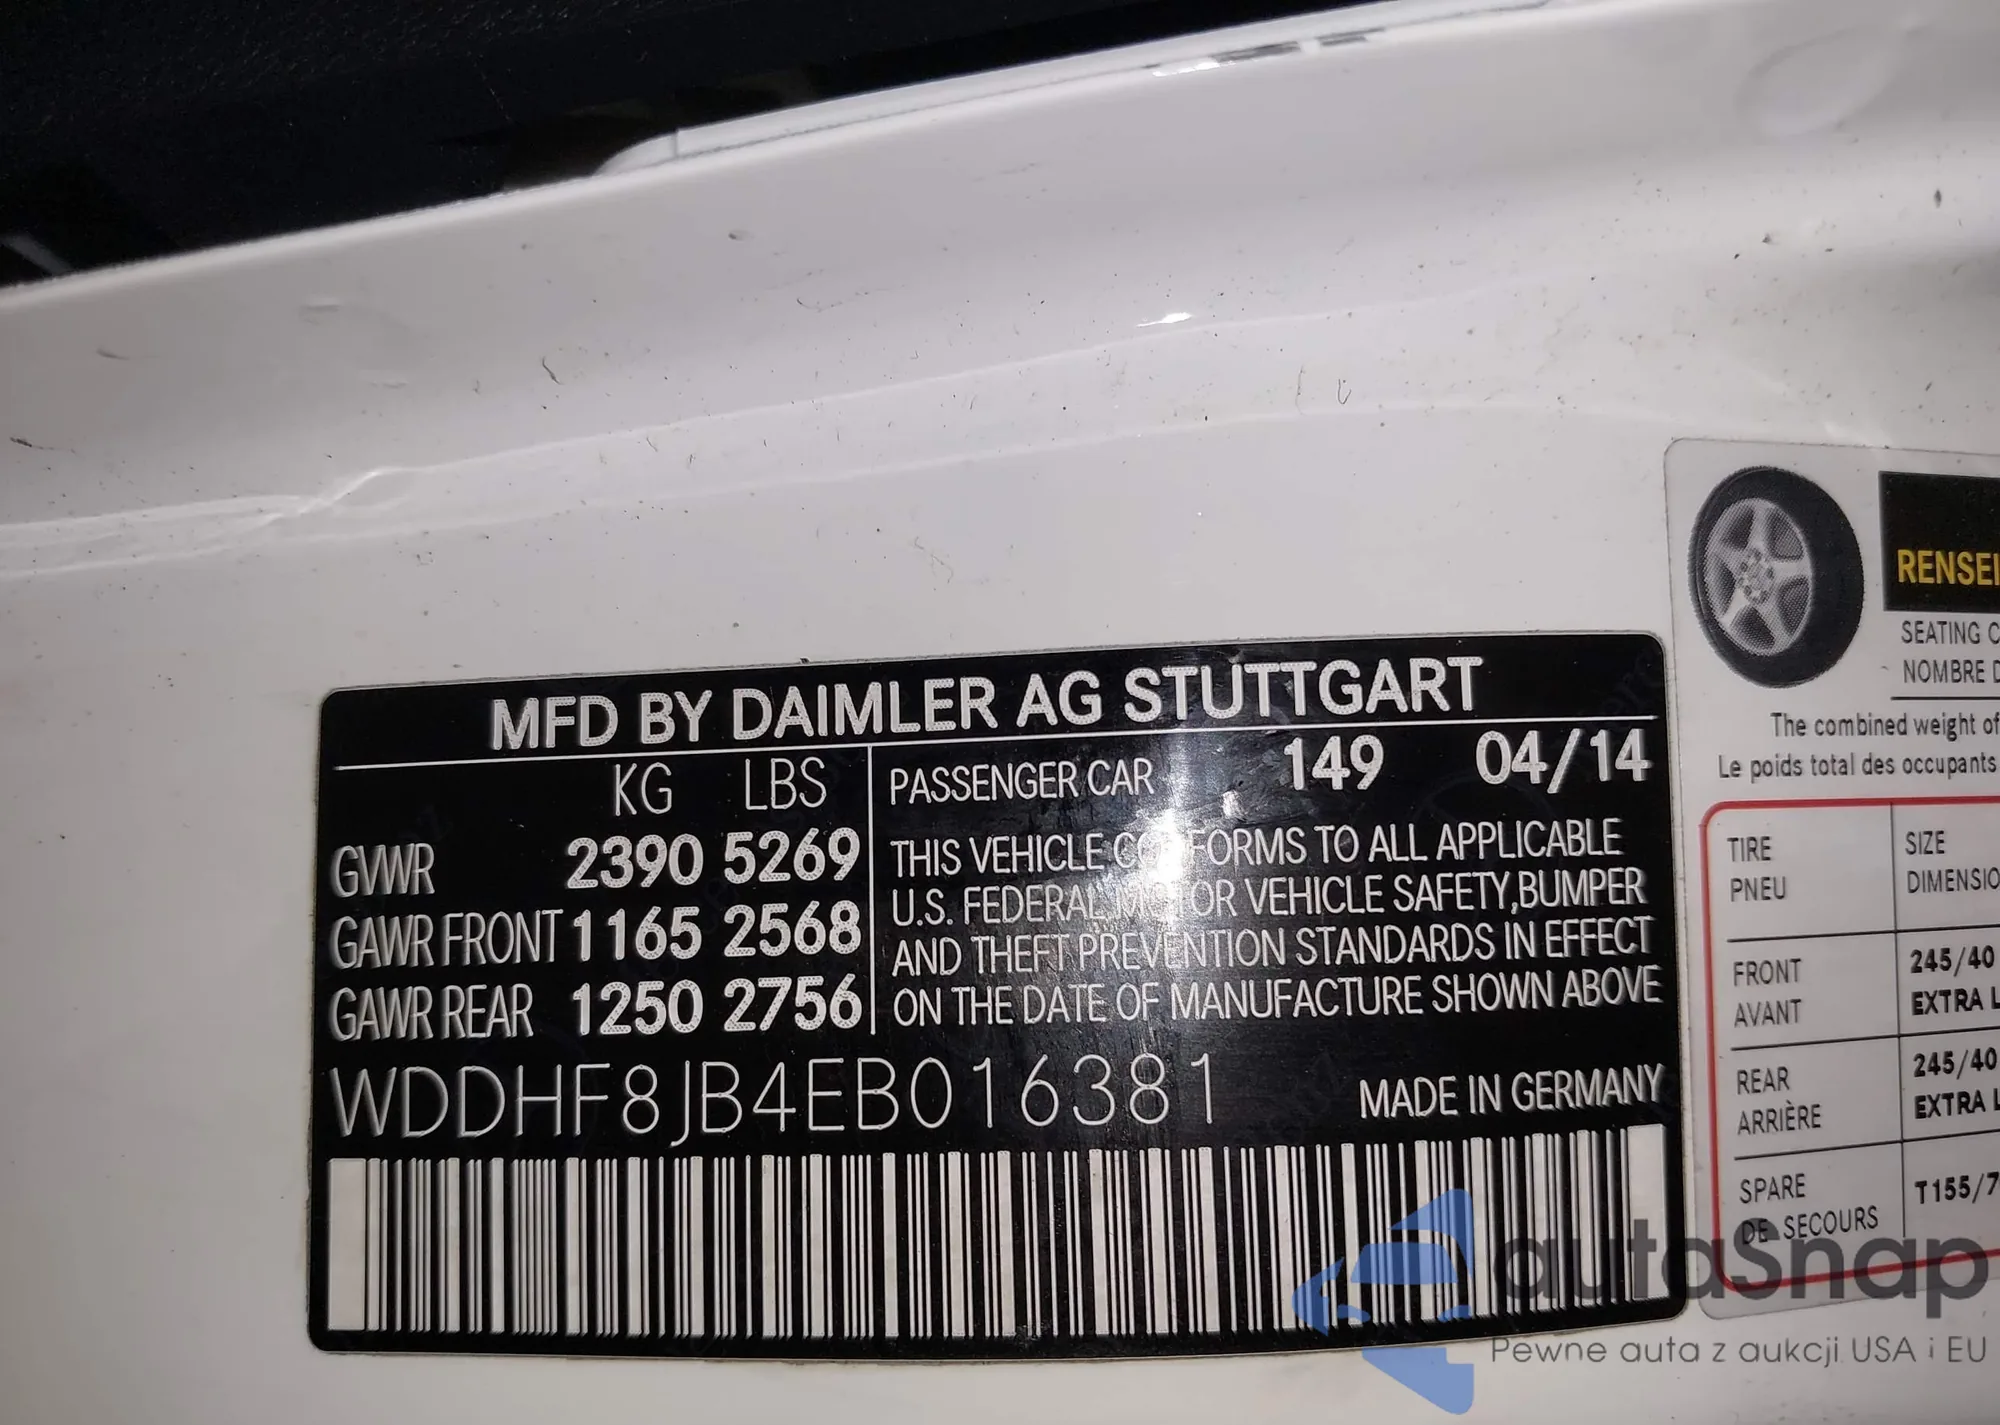 MFD BY DAIMLER AG STUTTGART
KG LBS
GVWR 2390 5269
GAWR FRONT 1165 2568
GAWR REAR 1250 2756
PASSENGER CAR 149 04/14
THIS VEHICLE CONFORMS TO ALL APPLICABLE
U.S. FEDERAL MOTOR VEHICLE SAFETY, BUMPER
AND THEFT PREVENTION STANDARDS IN EFFECT
ON THE DATE OF MANUFACTURE SHOWN ABOVE
WDDHF8JB4EB016381
MADE IN GERMANY
RENSEI
SEATING C
NOMBRE D
The combined weight of
Le poids total des occupants
TIRE SIZE
PNEU DIMENSIO
FRONT 245/40
AVANT EXTRA L
REAR 245/40
ARRIÈRE EXTRA L
SPARE T155/7
DE SECOURS
autaSnap
Pewne auta z aukcji USA i EU